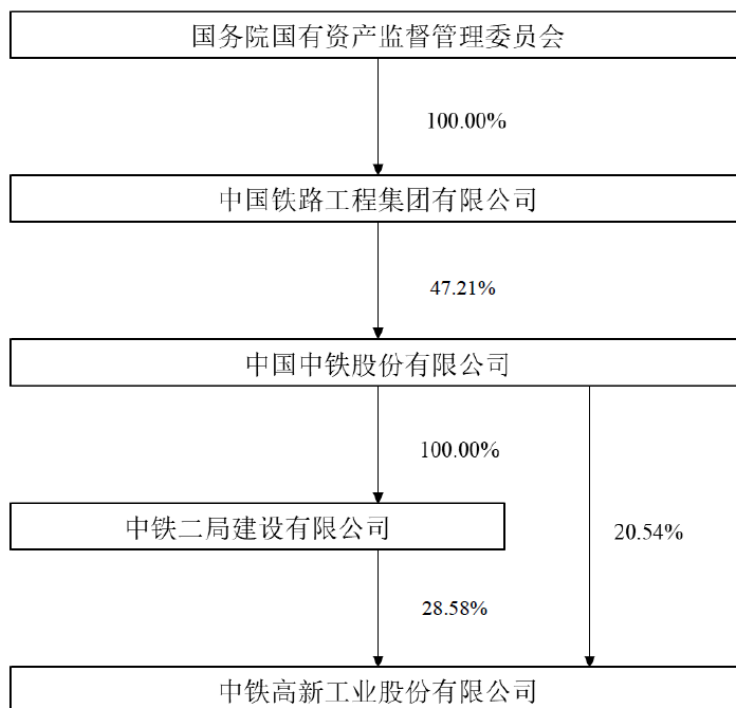 国务院国有资产监督管理委员会
100.00%
中国铁路工程集团有限公司
47.21%
中国中铁股份有限公司
100.00%
中铁二局建设有限公司
20.54%
28.58%
中铁高新工业股份有限公司